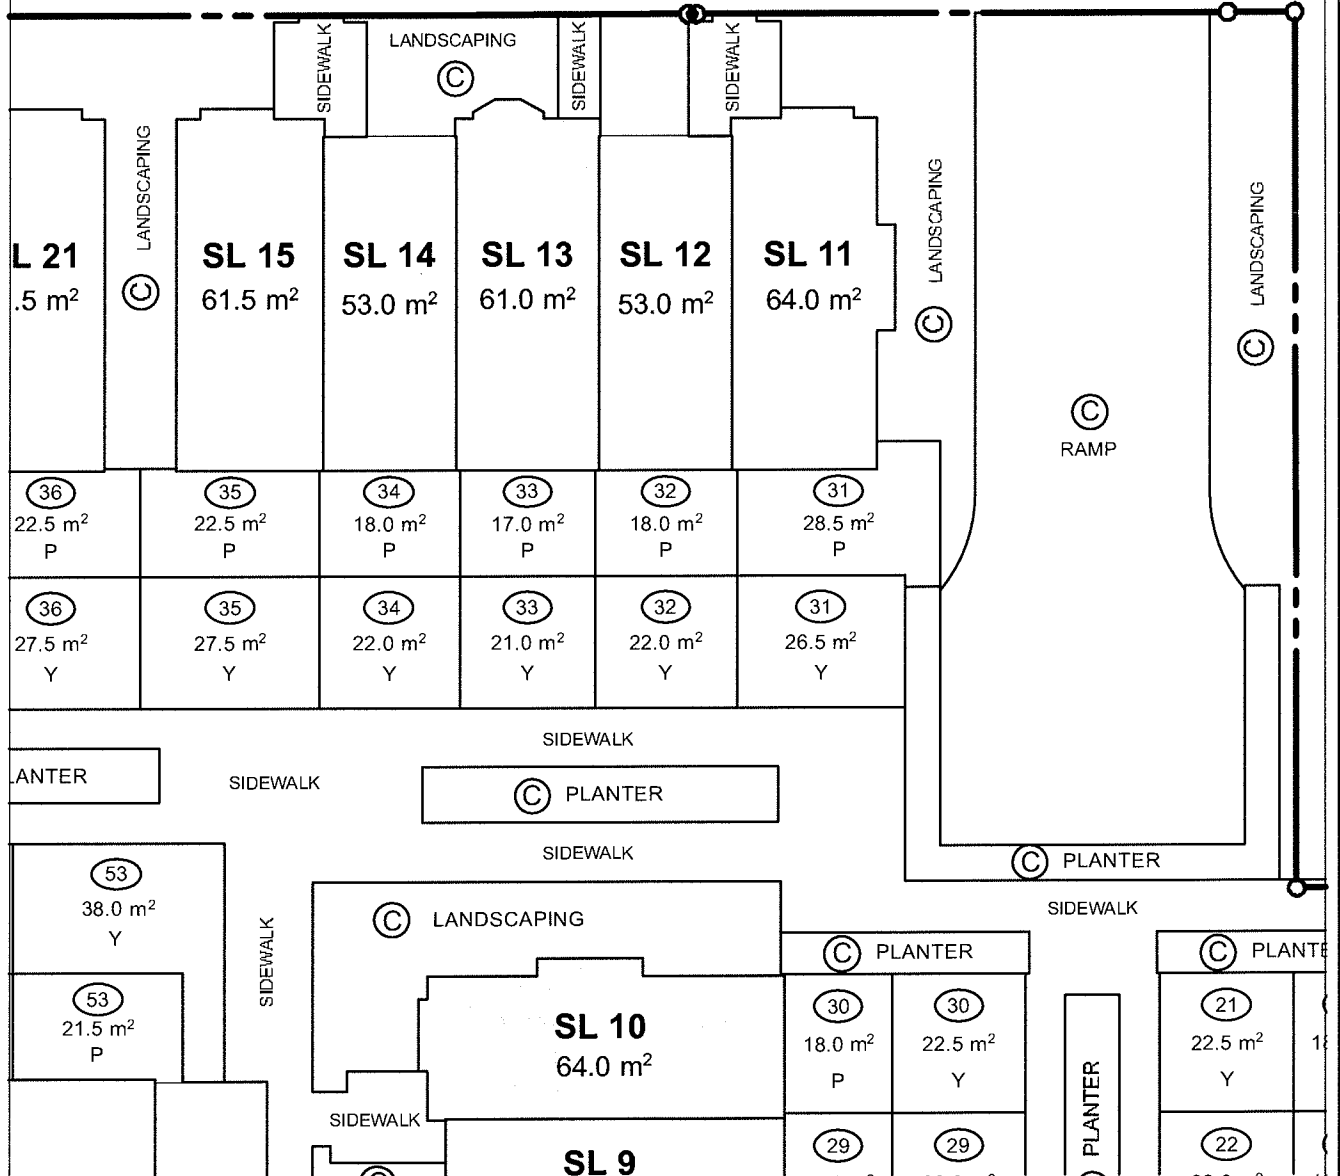 SIDEWALK
LANDSCAPING
C
SIDEWALK
SIDEWALK
LANDSCAPING
C
LANDSCAPING
C
LANDSCAPING
C
L 21
.5 m²
SL 15
61.5 m²
SL 14
53.0 m²
SL 13
61.0 m²
SL 12
53.0 m²
SL 11
64.0 m²
C
RAMP
36
22.5 m²
P
35
22.5 m²
P
34
18.0 m²
P
33
17.0 m²
P
32
18.0 m²
P
31
28.5 m²
P
36
27.5 m²
Y
35
27.5 m²
Y
34
22.0 m²
Y
33
21.0 m²
Y
32
22.0 m²
Y
31
26.5 m²
Y
SIDEWALK
LANTER
SIDEWALK
C PLANTER
SIDEWALK
C PLANTER
53
38.0 m²
Y
SIDEWALK
C LANDSCAPING
SIDEWALK
C PLANTER
C PLANTE
53
21.5 m²
P
SL 10
64.0 m²
30
18.0 m²
P
30
22.5 m²
Y
PLANTER
21
22.5 m²
Y
SIDEWALK
SL 9
29
29
22